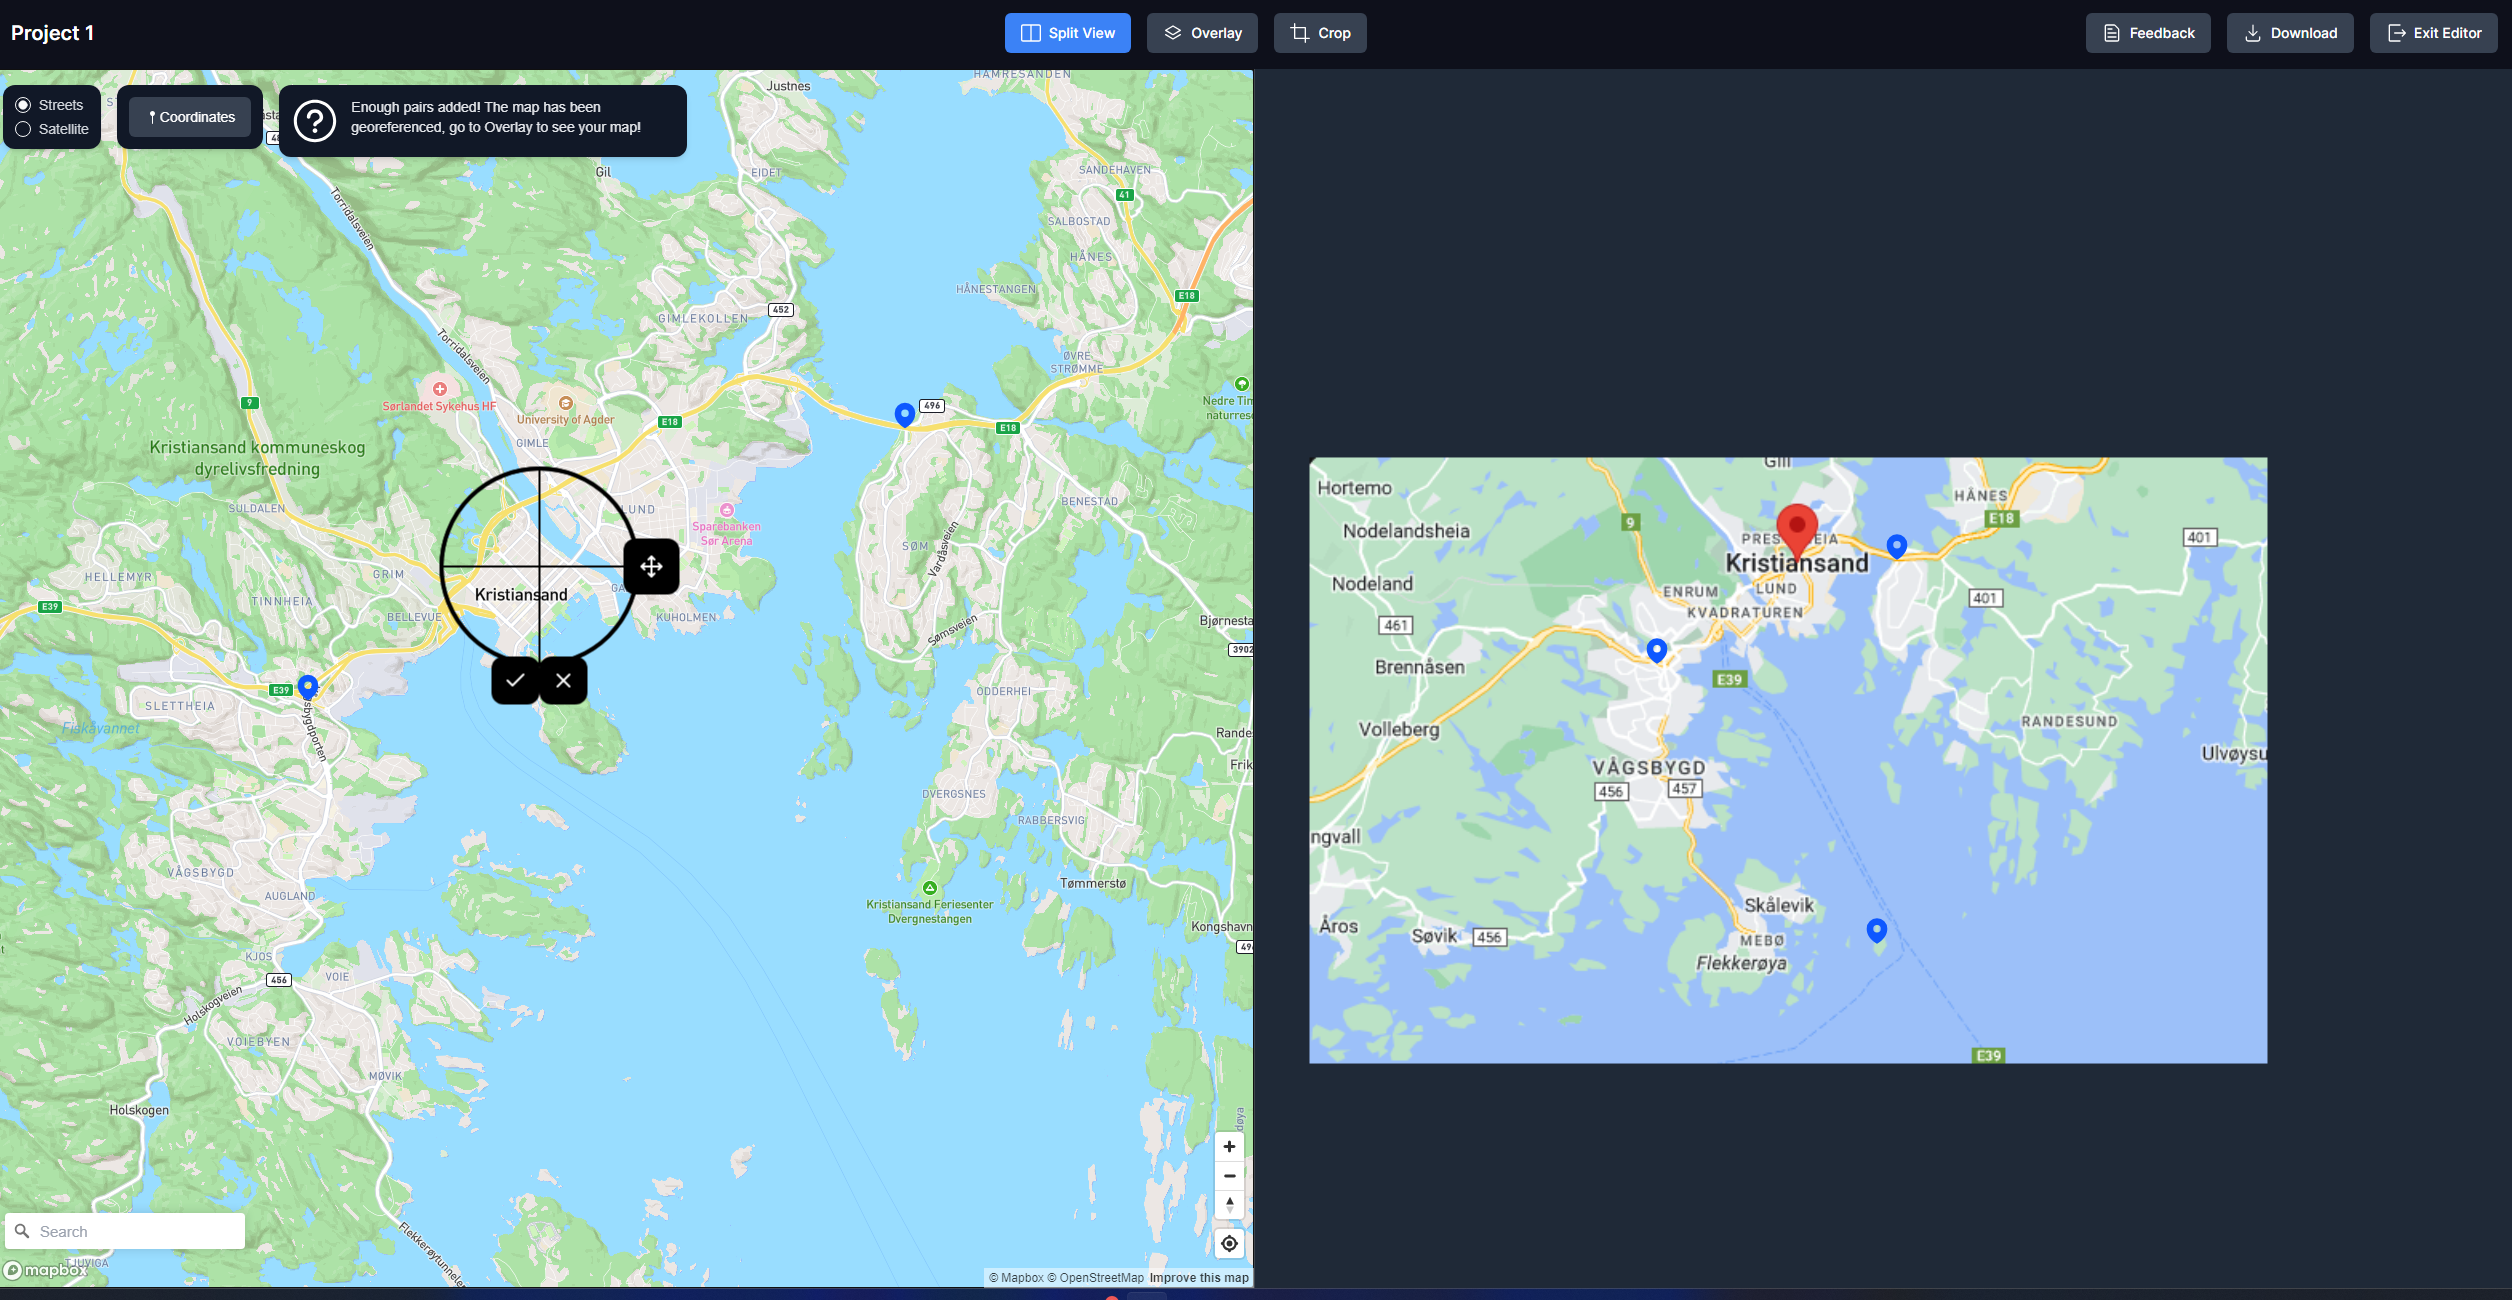 Project 1
Split View
Overlay
Crop
Feedback
Download
Exit Editor
Streets
Satellite
Coordinates
Enough pairs added! The map has been
georeferenced, go to Overlay to see your map!
HAMRESANDEN
Justnes
Gil
EIDET
SANDEHAVEN
41
SALBOSTAD
HÅNES
HÅNESTANGEN
E18
Torridalsveien
GIMLEKOLLEN
452
Torridalsveien
ØVRE
STRØMME
9
Sørlandet Sykehus HF
University of Agder
GIMLE
E18
496
E18
Nedre Tim
naturres
Kristiansand kommuneskog
dyrelivsfredning
SULDALEN
LUND
Sparebanken
Sør Arena
BENESTAD
SØM
Vardåsveien
HELLEMYR
GRIM
TINNHEIA
Kristiansand
E39
BELLEVUE
KUHOLMEN
Sømsveien
Bjørnesta
3902
E39
SLETTHEIA
Fiskåvannet
ODDERHEI
Rande
Frik
DVERGSNES
RABBERSVIG
VÅGSBYGD
AUGLAND
Tømmerstø
Kristiansand Feriesenter
Dvergnestangen
Kongshavn
KJOS
456
VOIE
Holskogveien
VOIEBYEN
MØVIK
Holskogen
Flekkerøytunnelen
Search
TJUVIGA
mapbox
© Mapbox © OpenStreetMap Improve this map
Gill
Hortemo
HÅNES
E18
9
Nodelandsheia
401
Kristiansand
Nodeland
ENRUM
LUND
401
KVADRATUREN
461
Brennåsen
E39
Volleberg
RANDESUND
Ulvøysu
VÅGSBYGD
456
457
ngvall
Skålevik
Åros
Søvik
456
MEBØ
Flekkerøya
E39